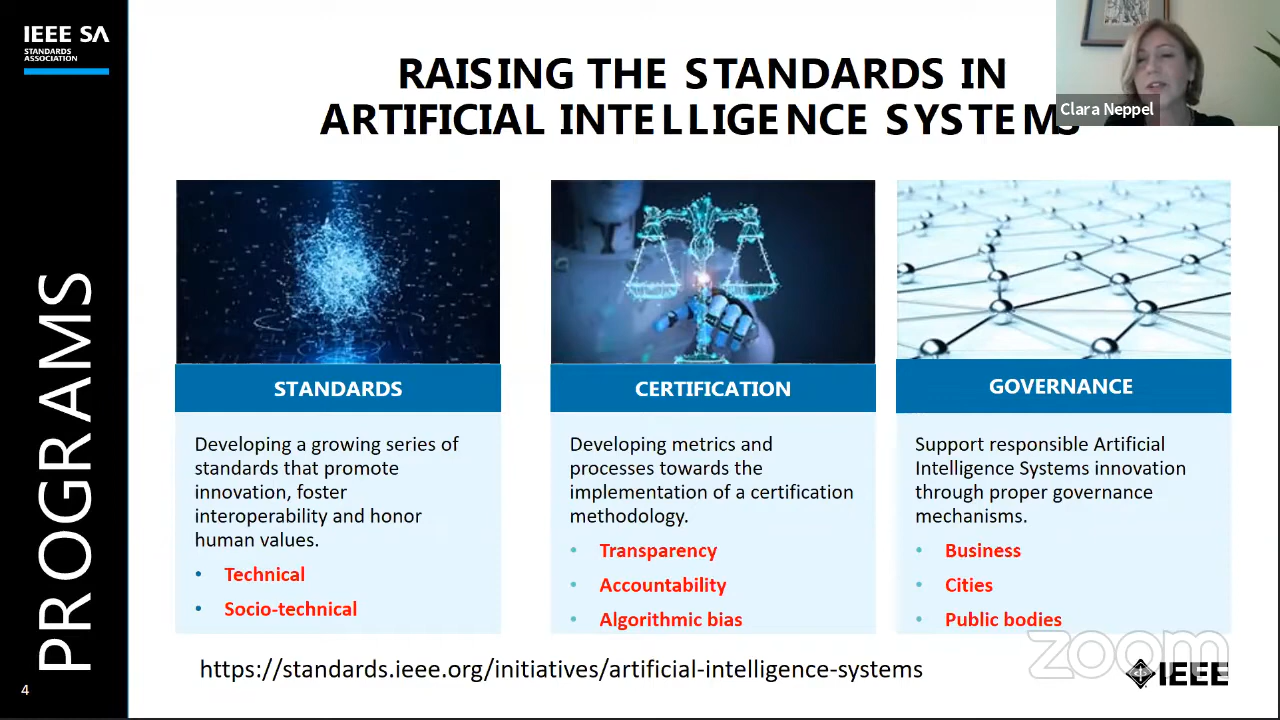 IEEE SA
STANDARDS
ASSOCIATION
PROGRAMS
4
RAISING THE STANDARDS IN
ARTIFICIAL INTELLIGENCE SYSTEMS
Clara Neppel
STANDARDS
Developing a growing series of
standards that promote
innovation, foster
interoperability and honor
human values.
• Technical
• Socio-technical
CERTIFICATION
Developing metrics and
processes towards the
implementation of a certification
methodology.
• Transparency
• Accountability
• Algorithmic bias
GOVERNANCE
Support responsible Artificial
Intelligence Systems innovation
through proper governance
mechanisms.
• Business
• Cities
• Public bodies
https://standards.ieee.org/initiatives/artificial-intelligence-systems
zoom
IEEE